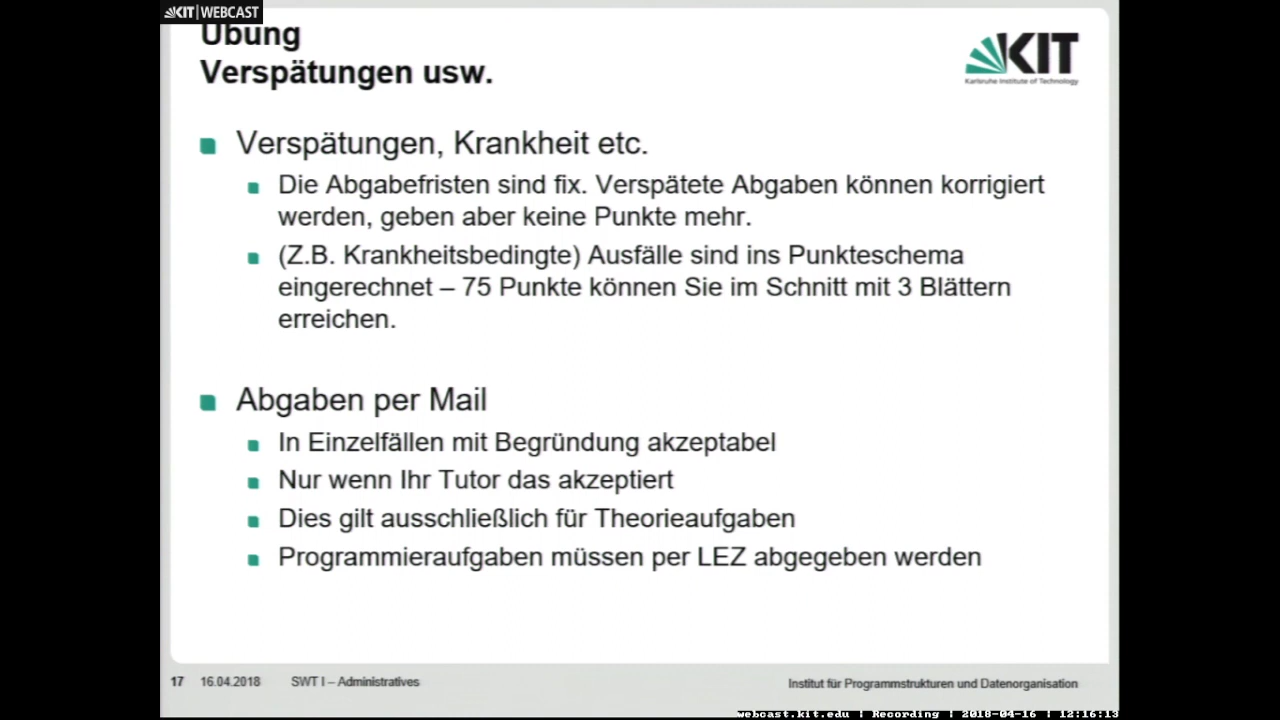 KIT | WEBCAST
Übung
Verspätungen usw.
KIT
Karlsruhe Institute of Technology
Verspätungen, Krankheit etc.
Die Abgabefristen sind fix. Verspätete Abgaben können korrigiert
werden, geben aber keine Punkte mehr.
(Z.B. Krankheitsbedingte) Ausfälle sind ins Punkteschema
eingerechnet – 75 Punkte können Sie im Schnitt mit 3 Blättern
erreichen.
Abgaben per Mail
In Einzelfällen mit Begründung akzeptabel
Nur wenn Ihr Tutor das akzeptiert
Dies gilt ausschließlich für Theorieaufgaben
Programmieraufgaben müssen per LEZ abgegeben werden
17 16.04.2018 SWT I – Administratives Institut für Programmstrukturen und Datenorganisation
webcast.kit.edu | Recording | 2018-04-16 | 12:16:13